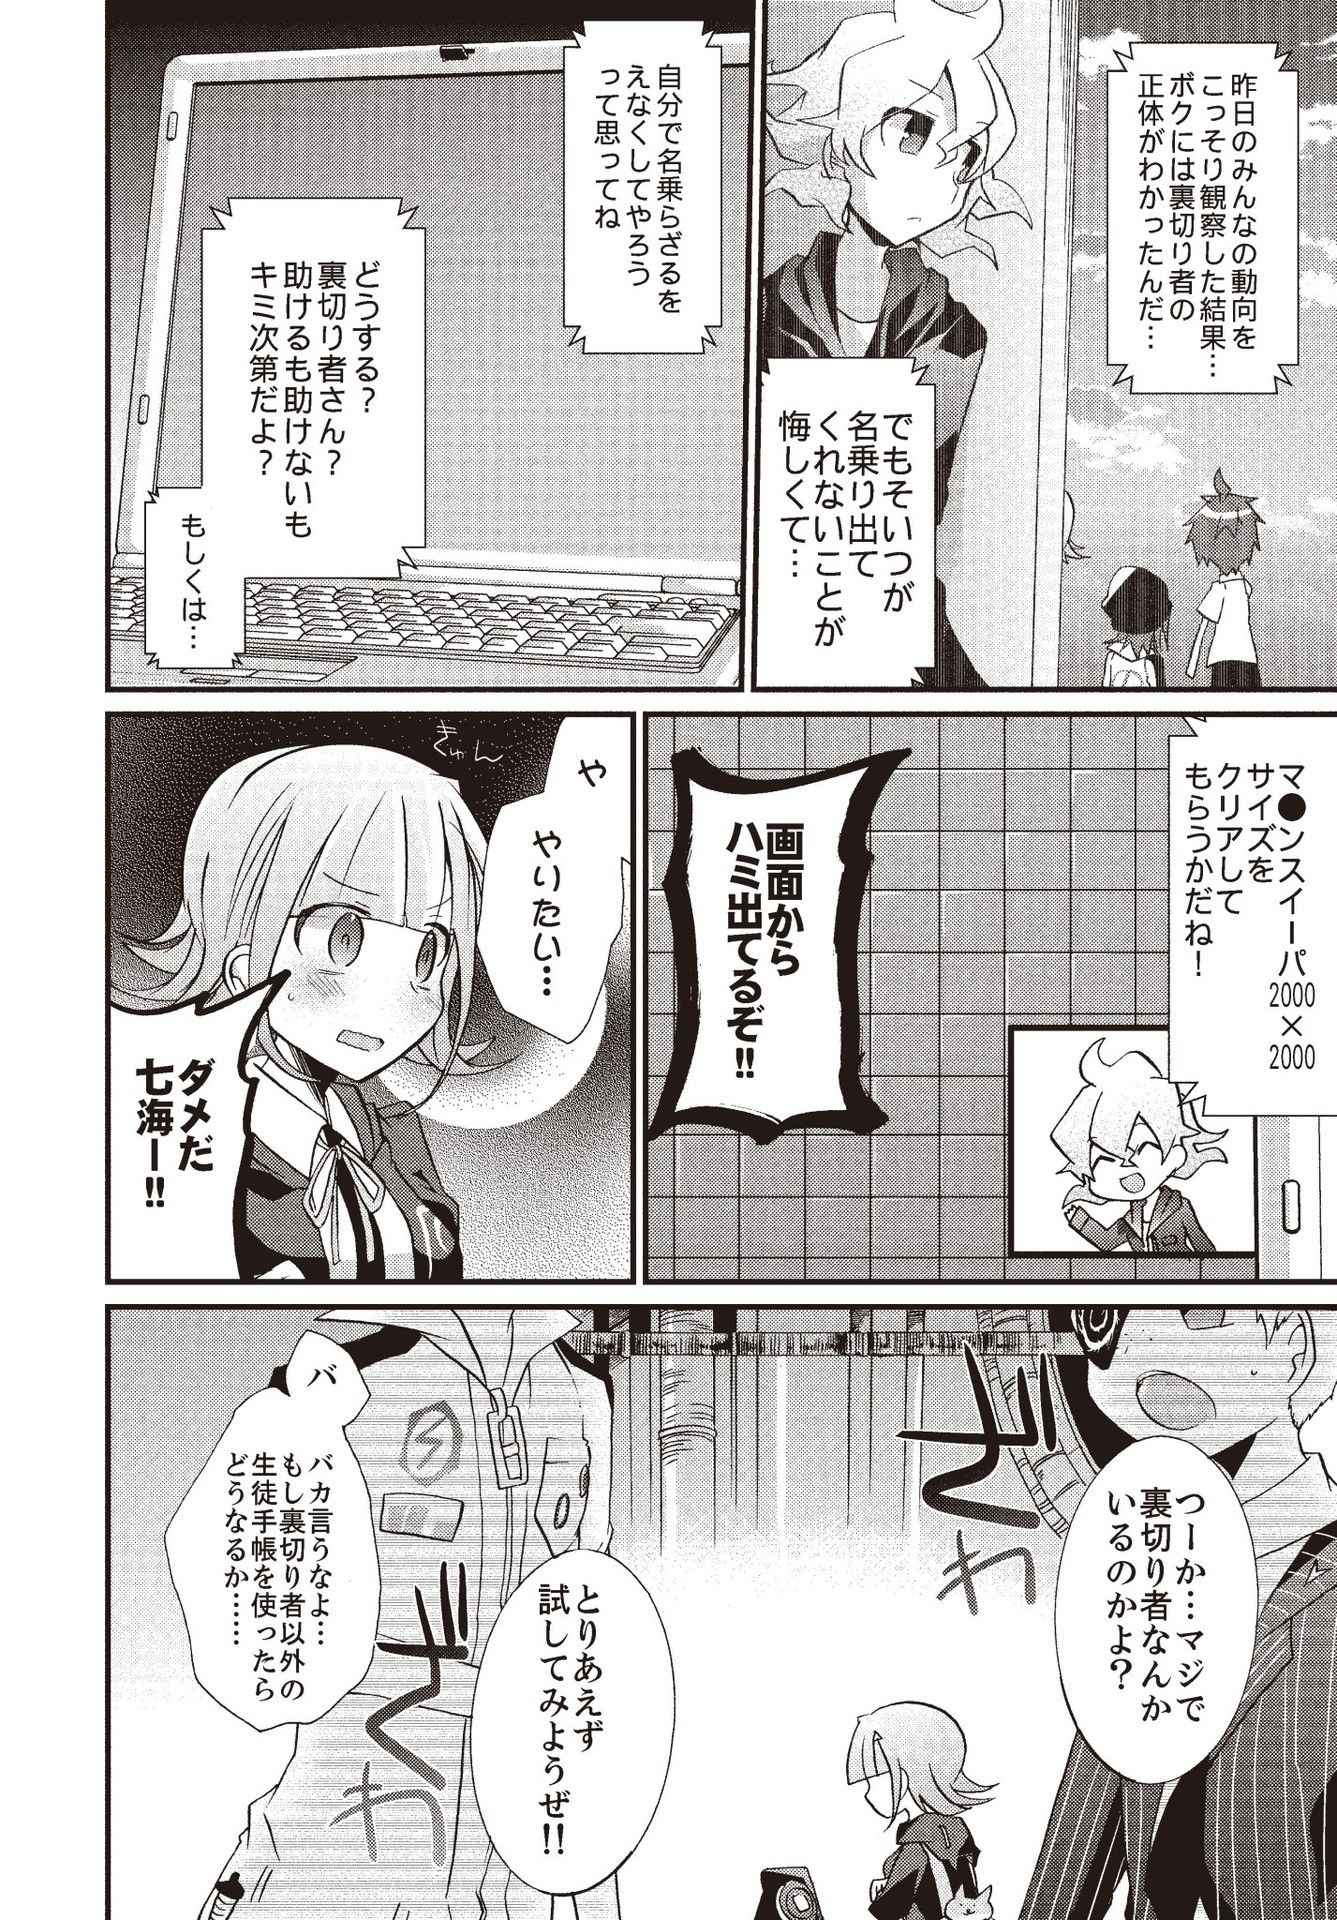 昨日のみんなの動向を
こっそり観察した結果…
ボクには裏切り者の
正体がわかったんだ…
でもそいつが
名乗り出て
くれないことが
悔しくて…
自分で名乗らざるを
えなくしてやろう
って思ってね
どうする？
裏切り者さん？
助けるも助けないも
キミ次第だよ？
もしくは…
マ●ンスイーパ2000×2000
サイズを
クリアして
もらうかだね！
画面から
ハミ出てるぞ!!
や
やりたい…
きゅん
ダメだ
七海ー!!
つーか…マジで
裏切り者なんか
いるのかよ？
ざわ
とりあえず
試してみようぜ!!
ざわ
バ
バカ言うなよ…
もし裏切り者以外の
生徒手帳を使ったら
どうなるか……